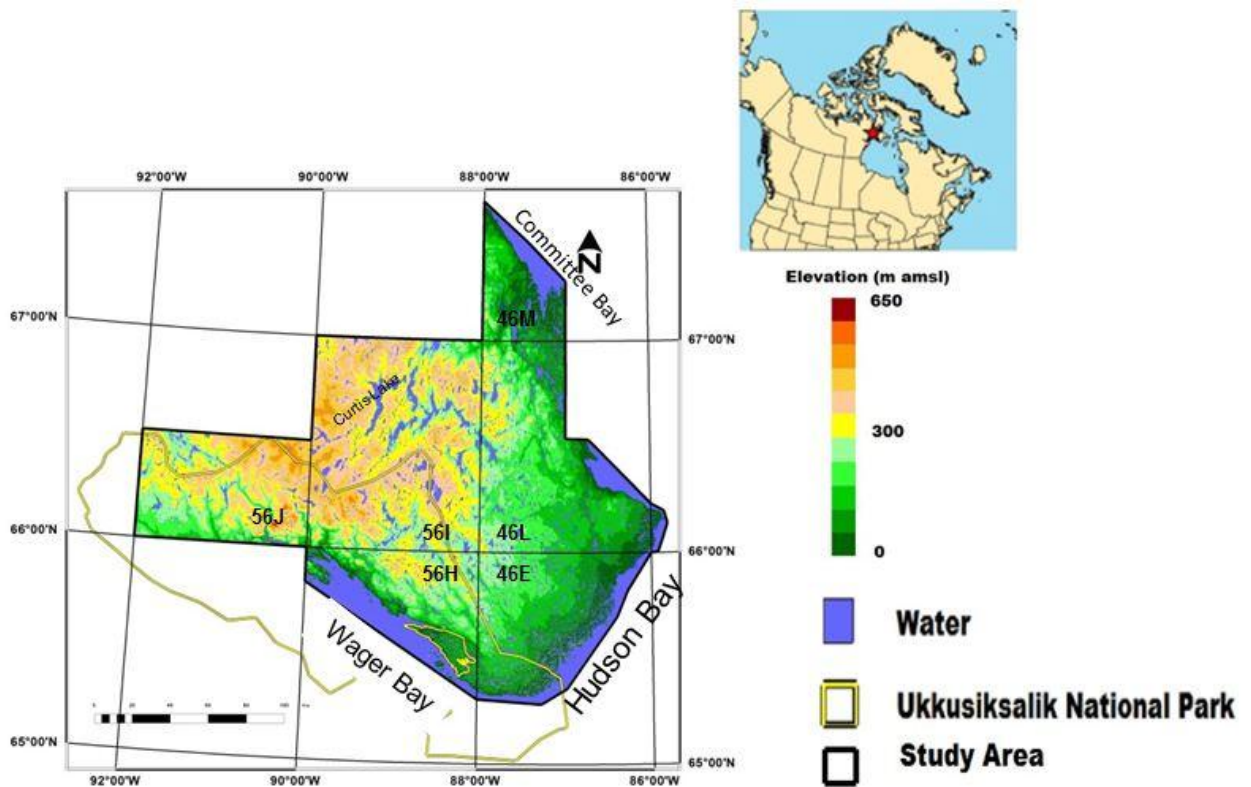 92°00'W 90°00'W 88°00'W 86°00'W
Committee Bay
N
67°00'N
46M
67°00'N
Curtis Lake
56J
56I
46L
66°00'N
66°00'N
56H
46E
Wager Bay
Hudson Bay
65°00'N
65°00'N
92°00'W 90°00'W 88°00'W 86°00'W
Elevation (m amsl)
650
300
0
Water
Ukkusiksalik National Park
Study Area